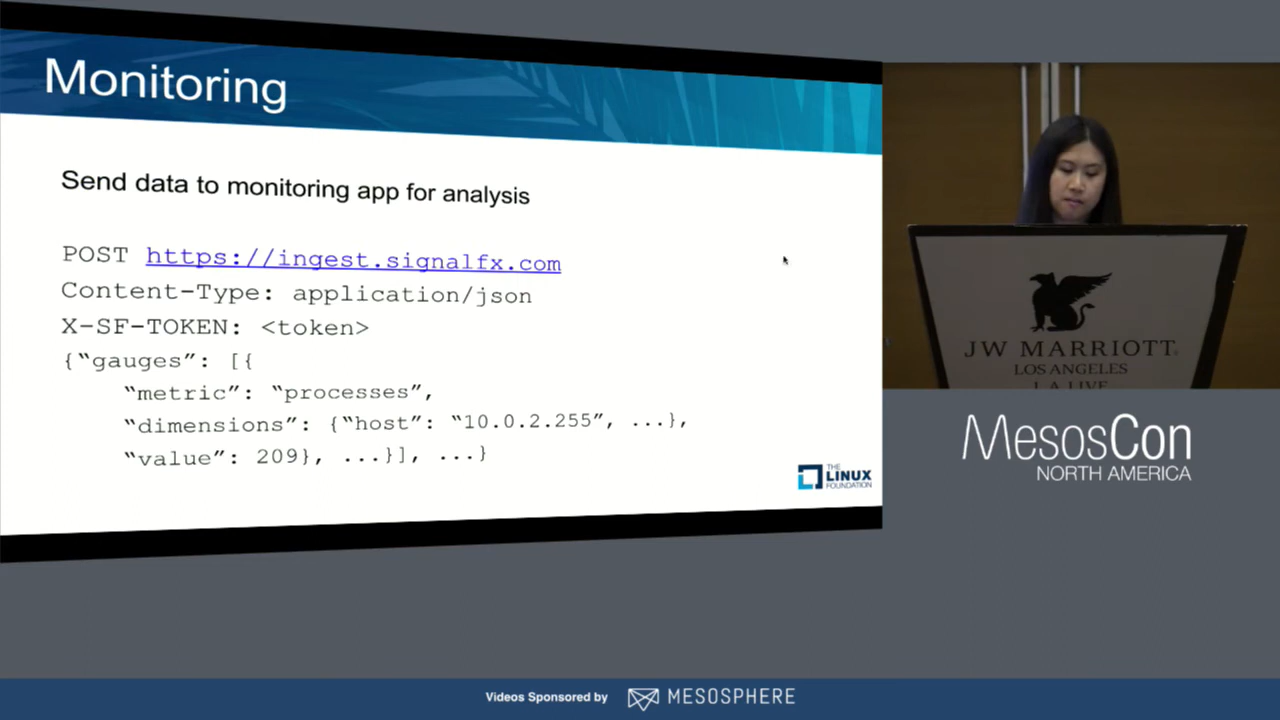 Monitoring
Send data to monitoring app for analysis
POST https://ingest.signalfx.com
Content-Type: application/json
X-SF-TOKEN: <token>
{“gauges”: [{
“metric”: “processes”,
“dimensions”: {“host”: “10.0.2.255”, ...},
“value”: 209}, ...}], ...}
THE
LINUX
FOUNDATION
JW MARRIOTT
LOS ANGELES
L.A. LIVE
MesosCon
NORTH AMERICA
Videos Sponsored by
MESOSPHERE